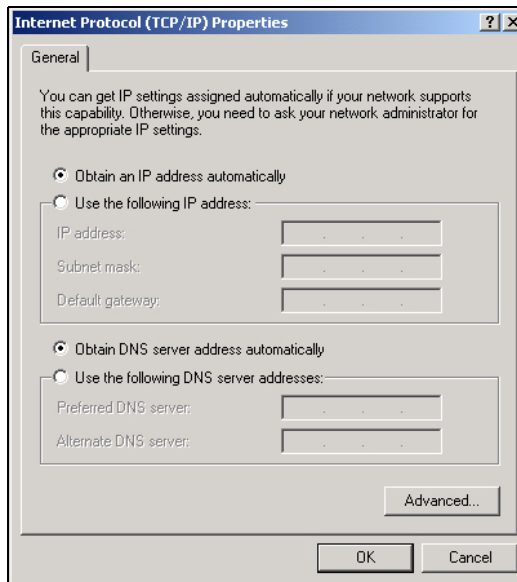 Internet Protocol (TCP/IP) Properties
General
You can get IP settings assigned automatically if your network supports
this capability. Otherwise, you need to ask your network administrator for
the appropriate IP settings.
Obtain an IP address automatically
Use the following IP address:
IP address:
Subnet mask:
Default gateway:
Obtain DNS server address automatically
Use the following DNS server addresses:
Preferred DNS server:
Alternate DNS server:
Advanced...
OK Cancel